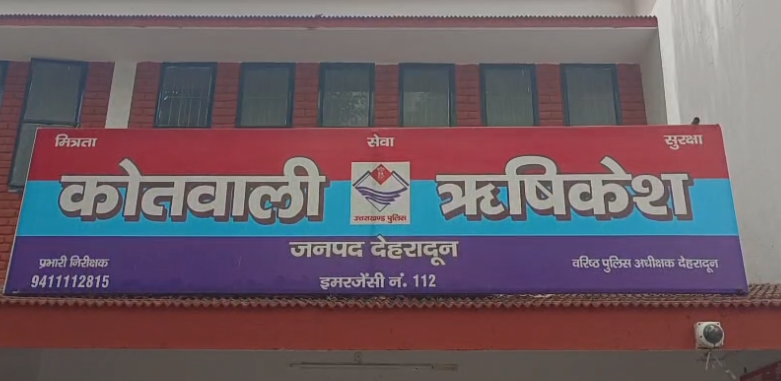 मित्रता सेवा सुरक्षा
कोतवाली ऋषिकेश
उत्तराखण्ड पुलिस
जनपद देहरादून
प्रभारी निरीक्षक वरिष्ठ पुलिस अधीक्षक देहरादून
9411112815 इमरजेंसी नं. 112